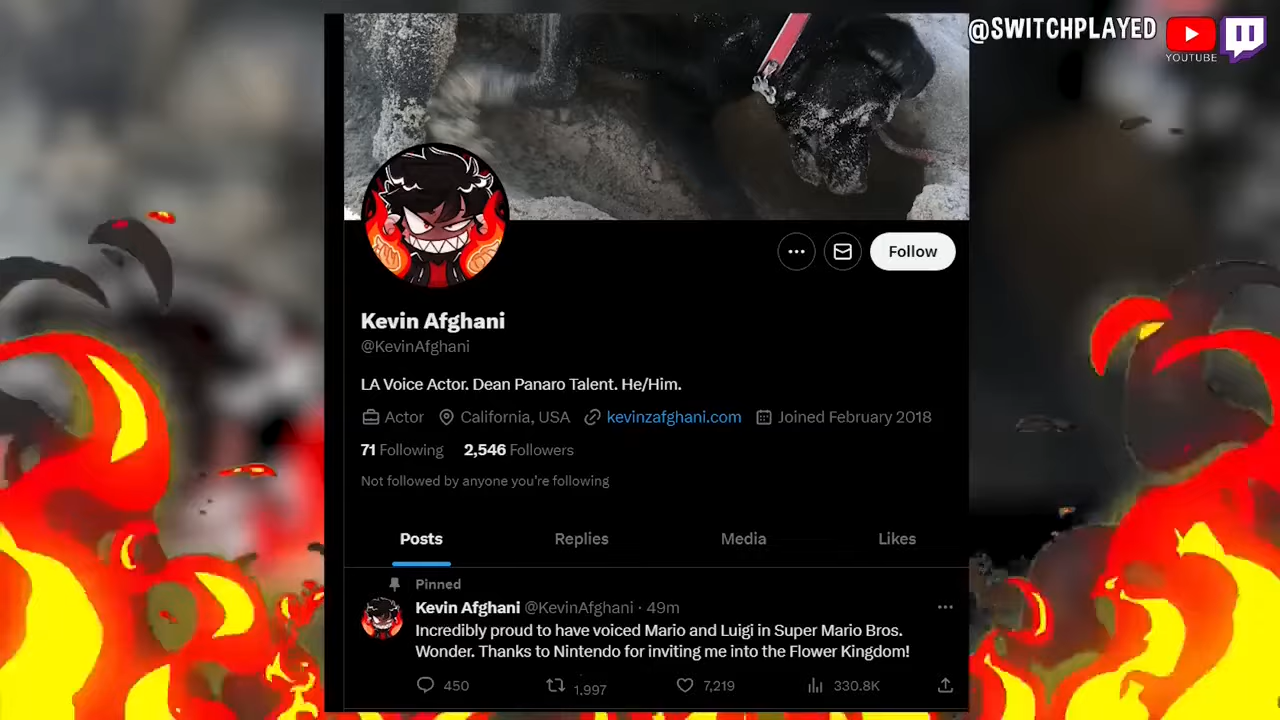 @SWITCHPLAYED
YOUTUBE
Follow
Kevin Afghani
@KevinAfghani
LA Voice Actor. Dean Panaro Talent. He/Him.
Actor California, USA kevinzafghani.com Joined February 2018
71 Following 2,546 Followers
Not followed by anyone you're following
Posts Replies Media Likes
Pinned
Kevin Afghani @KevinAfghani · 49m
Incredibly proud to have voiced Mario and Luigi in Super Mario Bros.
Wonder. Thanks to Nintendo for inviting me into the Flower Kingdom!
450 1,997 7,219 330.8K